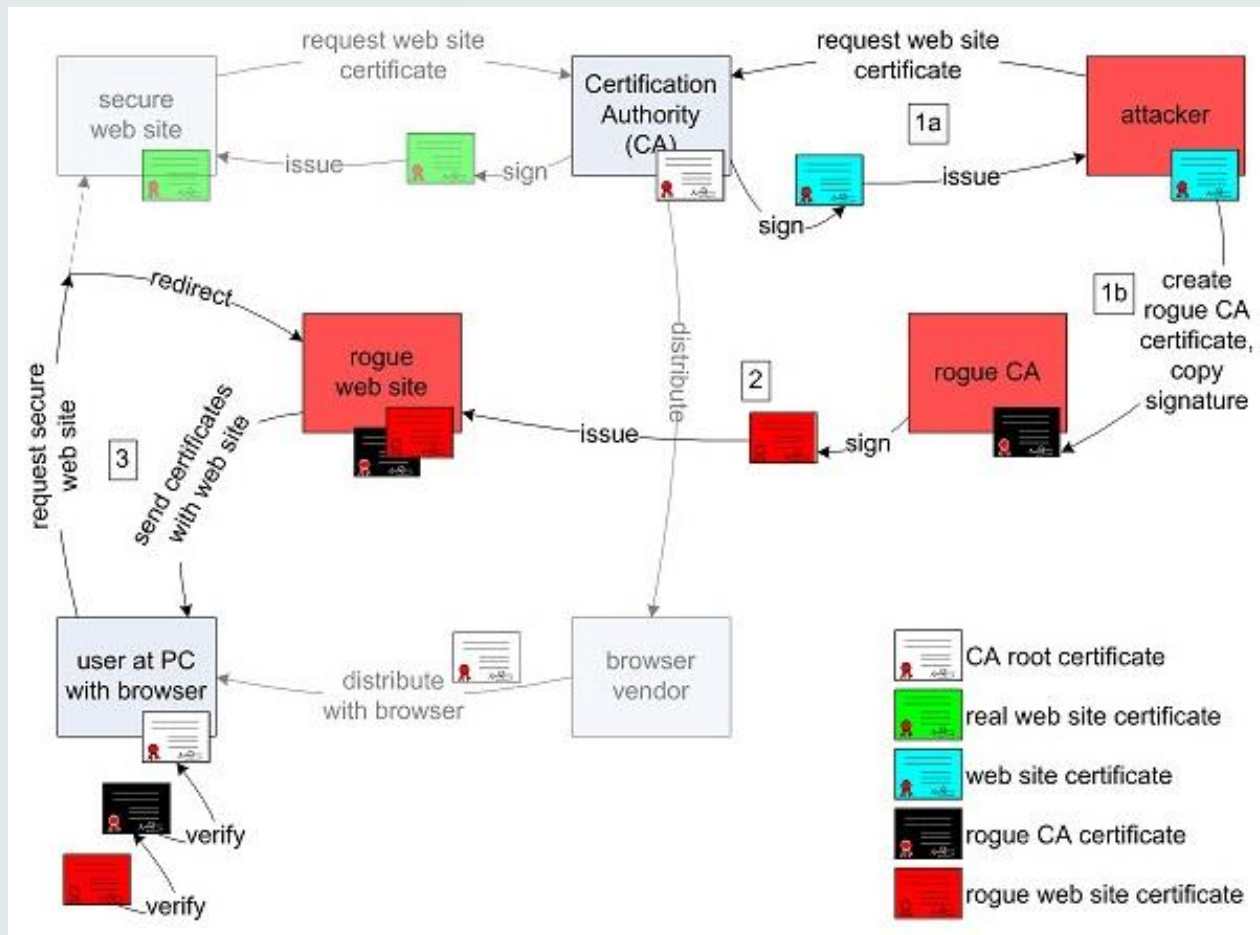 request web site
certificate
request web site
certificate
secure
web site
Certification
Authority
(CA)
1a
attacker
issue
sign
issue
sign
redirect
1b
create
rogue CA
certificate,
copy
signature
rogue
web site
distribute
2
rogue CA
issue
sign
request secure
web site
3
send certificates
with web site
user at PC
with browser
distribute
with browser
browser
vendor
verify
verify
CA root certificate
real web site certificate
web site certificate
rogue CA certificate
rogue web site certificate